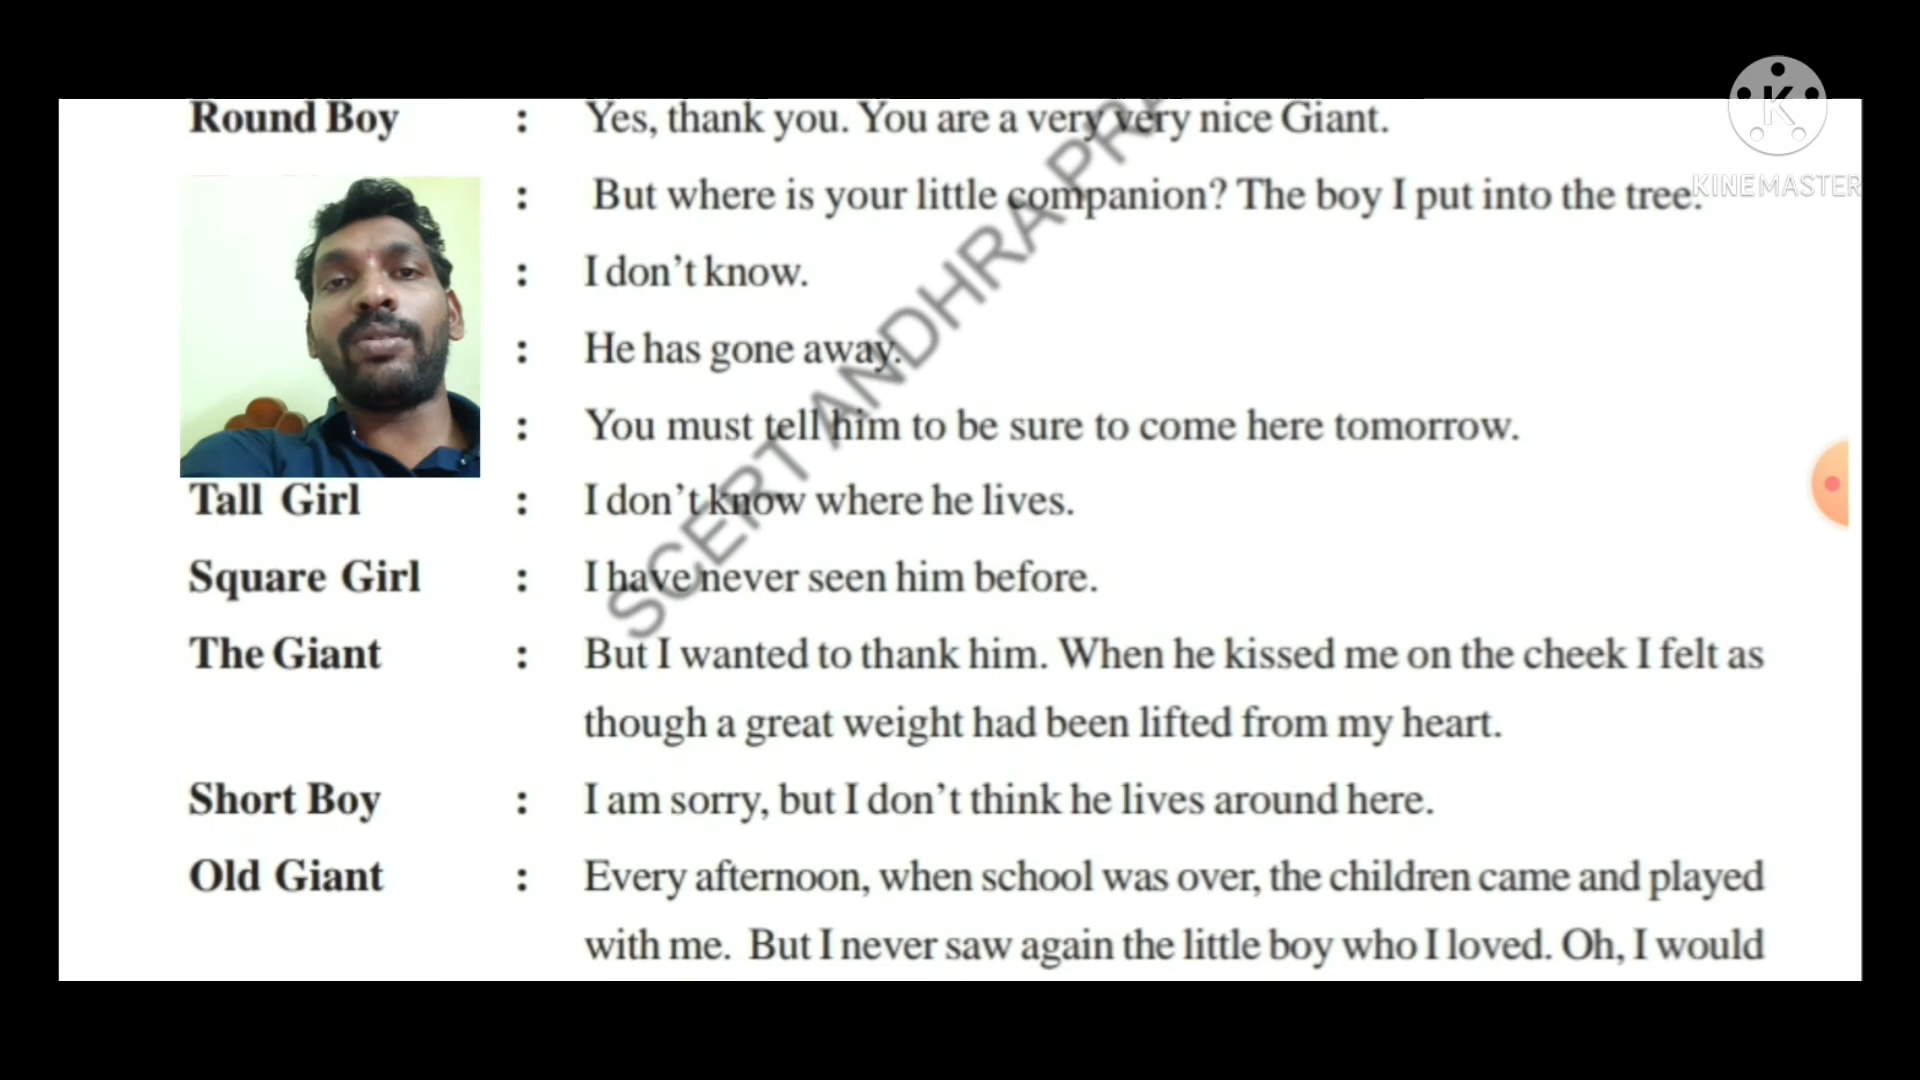 Round Boy : Yes, thank you. You are a very very nice Giant.
: But where is your little companion? The boy I put into the tree.
: I don't know.
: He has gone away.
: You must tell him to be sure to come here tomorrow.
Tall Girl : I don't know where he lives.
Square Girl : I have never seen him before.
The Giant : But I wanted to thank him. When he kissed me on the cheek I felt as
though a great weight had been lifted from my heart.
Short Boy : I am sorry, but I don't think he lives around here.
Old Giant : Every afternoon, when school was over, the children came and played
with me. But I never saw again the little boy who I loved. Oh, I would
SCERT ANDHRA PRA
K
KINEMASTER